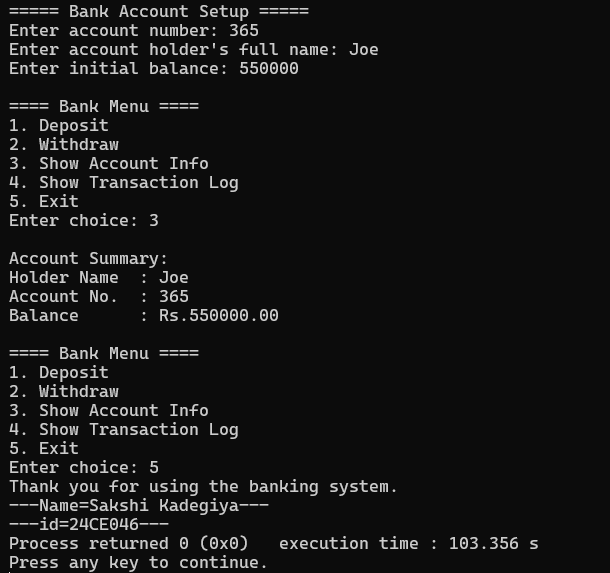 ===== Bank Account Setup =====
Enter account number: 365
Enter account holder's full name: Joe
Enter initial balance: 550000
==== Bank Menu ====
1. Deposit
2. Withdraw
3. Show Account Info
4. Show Transaction Log
5. Exit
Enter choice: 3
Account Summary:
Holder Name  : Joe
Account No.  : 365
Balance      : Rs.550000.00
==== Bank Menu ====
1. Deposit
2. Withdraw
3. Show Account Info
4. Show Transaction Log
5. Exit
Enter choice: 5
Thank you for using the banking system.
---Name=Sakshi Kadegiya---
---id=24CE046---
Process returned 0 (0x0)   execution time : 103.356 s
Press any key to continue.